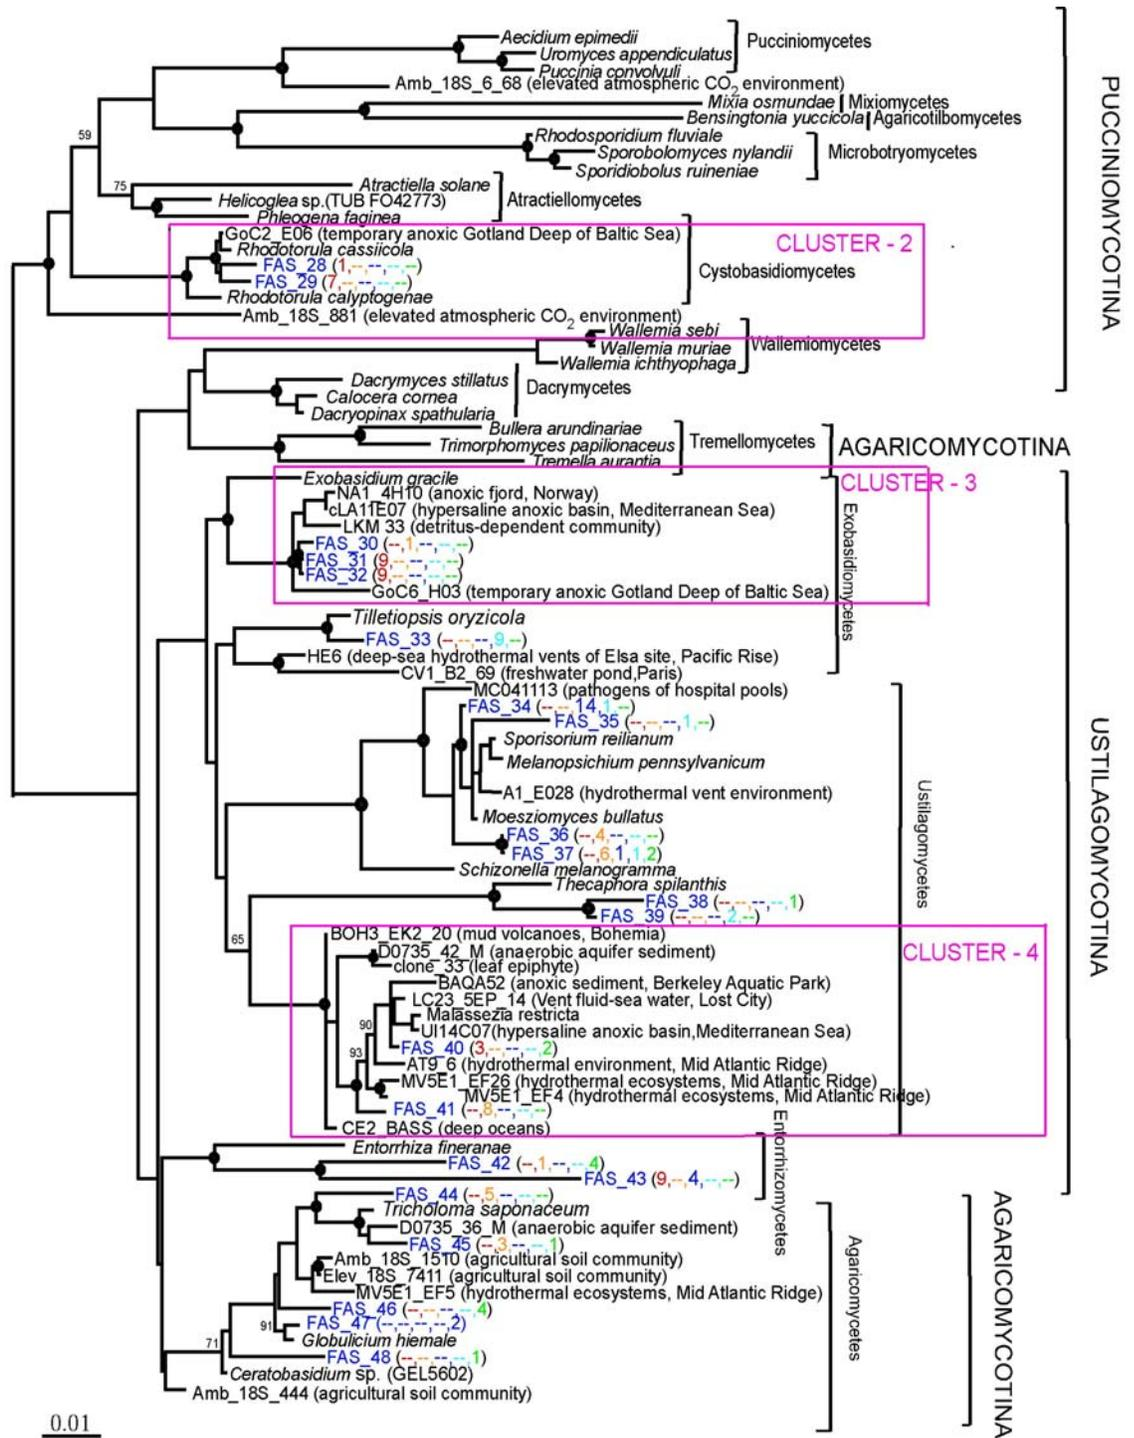 Aecidium epimedii
Uromyces appendiculatus
Pucciniomycetes
Puccinia convolvuli
Amb_18S_6_68 (elevated atmospheric CO2 environment)
Mixia osmundae
Mixiomycetes
Bensingtonia yuccicola
Agaricotilbomycetes
59
Rhodosporidium fluviale
Sporobolomyces nylandii
Microbotryomycetes
Sporidiobolus ruineniae
PUCCINIOMYCOTINA
75
Atractiella solane
Helicoglea sp.(TUB FO42773)
Atractiellomycetes
Phleogena faginea
GoC2_E06 (temporary anoxic Gotland Deep of Baltic Sea)
CLUSTER - 2
Rhodotorula cassiicola
FAS_28 (1,--,--,--,--)
Cystobasidiomycetes
FAS_29 (7,--,--,--,--)
Rhodotorula calyptogenae
Amb_18S_881 (elevated atmospheric CO2 environment)
Wallemia sebi
Wallemia muriae
Wallemiomycetes
Wallemia ichthyophaga
Dacrymyces stillatus
Dacrymycetes
Calocera cornea
Dacryopinax spathularia
Bullera arundinariae
Trimorphomyces papilionaceus
Tremellomycetes
AGARICOMYCOTINA
Tremella aurantia
Exobasidium gracile
CLUSTER - 3
NA1_4H10 (anoxic fjord, Norway)
cLA11E07 (hypersaline anoxic basin, Mediterranean Sea)
LKM 33 (detritus-dependent community)
FAS_30 (--,1,--,--,--)
FAS_31 (9,--,--,--,--)
FAS_32 (9,--,--,--,--)
GoC6_H03 (temporary anoxic Gotland Deep of Baltic Sea)
Exobasidiomycetes
Tilletiopsis oryzicola
FAS_33 (--,--,--,9,--)
HE6 (deep-sea hydrothermal vents of Elsa site, Pacific Rise)
CV1_B2_69 (freshwater pond,Paris)
MC041113 (pathogens of hospital pools)
FAS_34 (--,--,14,1,--)
FAS_35 (--,--,--,1,--)
Sporisorium reilianum
Melanopsichium pennsylvanicum
A1_E028 (hydrothermal vent environment)
Moesziomyces bullatus
FAS_36 (--,4,--,--,--)
FAS_37 (--,6,1,1,2)
Schizonella melanogramma
Ustilagomycetes
USTILAGOMYCOTINA
Thecaphora spilanthis
FAS_38 (--,--,--,--,1)
FAS_39 (--,--,--,2,--)
65
BOH3_EK2_20 (mud volcanoes, Bohemia)
CLUSTER - 4
D0735_42_M (anaerobic aquifer sediment)
clone_33 (leaf epiphyte)
BAQA52 (anoxic sediment, Berkeley Aquatic Park)
LC23_5EP_14 (Vent fluid-sea water, Lost City)
Malassezia restricta
90
UI14C07(hypersaline anoxic basin,Mediterranean Sea)
FAS_40 (3,--,--,--,2)
93
AT9_6 (hydrothermal environment, Mid Atlantic Ridge)
MV5E1_EF26 (hydrothermal ecosystems, Mid Atlantic Ridge)
MV5E1_EF4 (hydrothermal ecosystems, Mid Atlantic Ridge)
FAS_41 (--,8,--,--,--)
CE2_BASS (deep oceans)
Entorrhiza fineranae
FAS_42 (--,1,--,--,4)
FAS_43 (9,--,4,--,--)
Entorrhizomycetes
FAS_44 (--,5,--,--,--)
Tricholoma saponaceum
D0735_36_M (anaerobic aquifer sediment)
FAS_45 (--,3,--,--,1)
Amb_18S_1510 (agricultural soil community)
Elev_18S_7411 (agricultural soil community)
MV5E1_EF5 (hydrothermal ecosystems, Mid Atlantic Ridge)
FAS_46 (--,--,--,--,4)
91
FAS_47 (--,--,--,--,2)
Globulicium hiemale
71
FAS_48 (--,--,--,--,1)
Ceratobasidium sp. (GEL5602)
Amb_18S_444 (agricultural soil community)
Agaricomycetes
AGARICOMYCOTINA
0.01